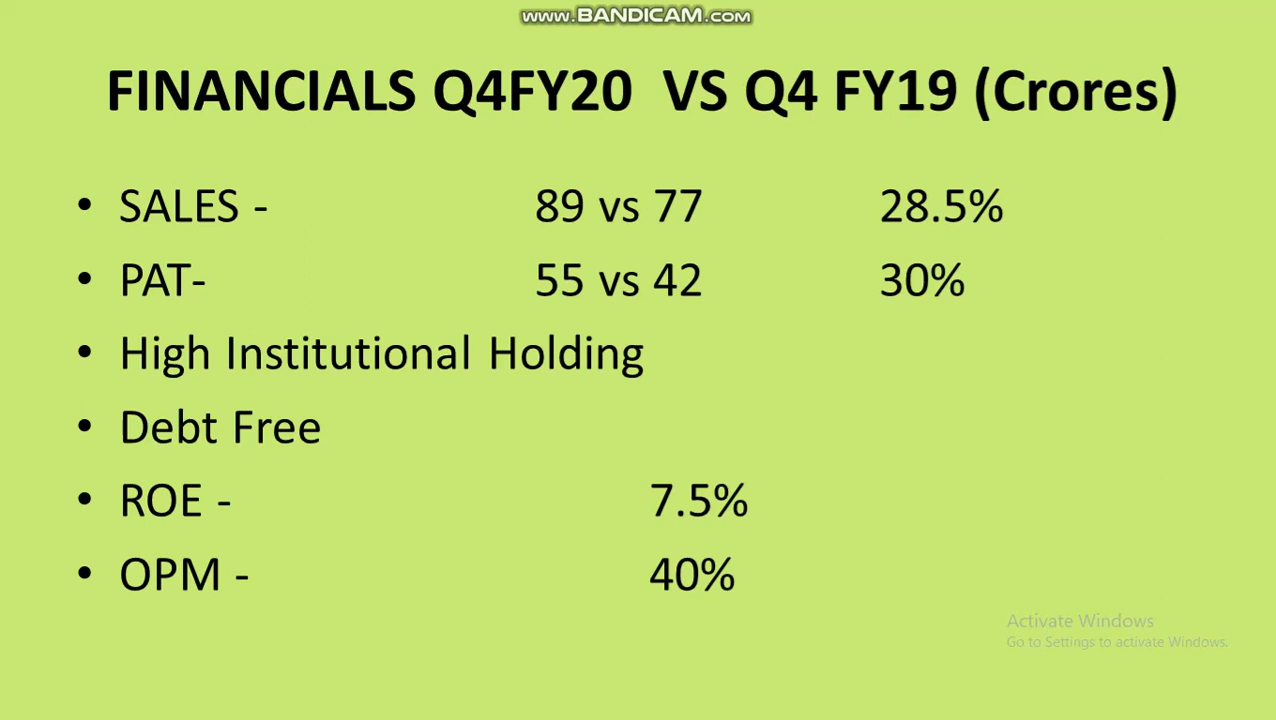 www.BANDICAM.com
FINANCIALS Q4FY20 VS Q4 FY19 (Crores)
• SALES - 89 vs 77 28.5%
• PAT- 55 vs 42 30%
• High Institutional Holding
• Debt Free
• ROE - 7.5%
• OPM - 40%
Activate Windows
Go to Settings to activate Windows.